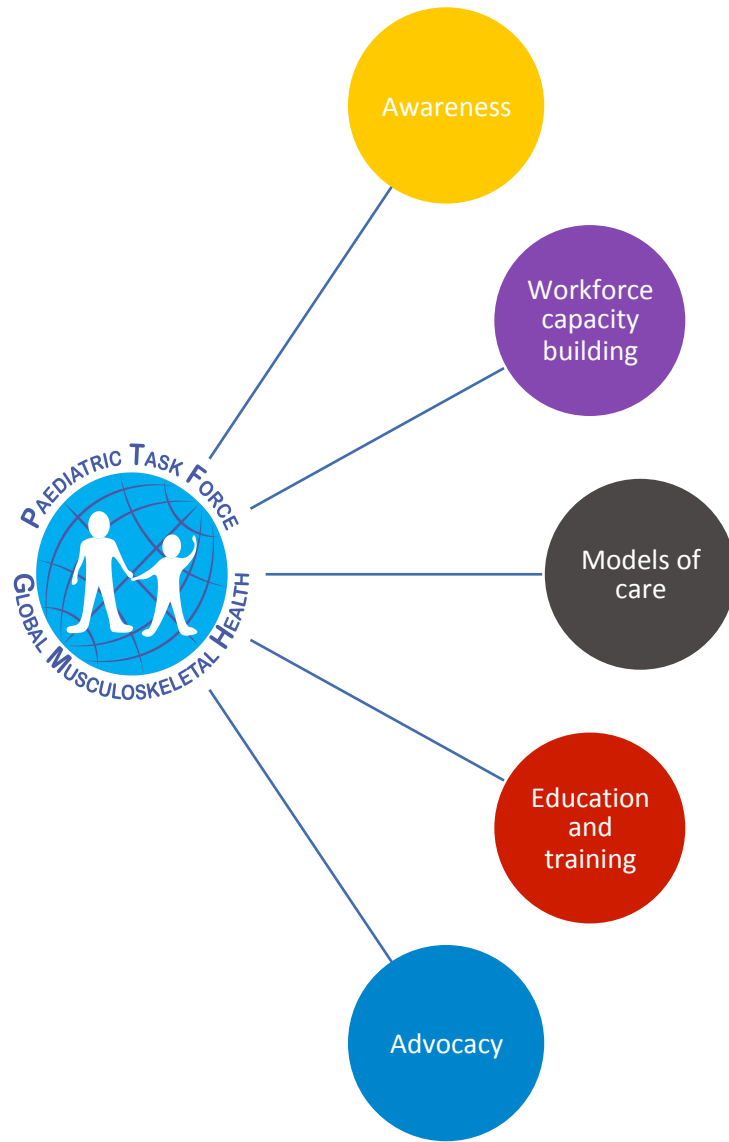 Awareness
Workforce
capacity
building
PAEDIATRIC TASK FORCE
GLOBAL MUSCULOSKELETAL HEALTH
Models of
care
Education
and
training
Advocacy